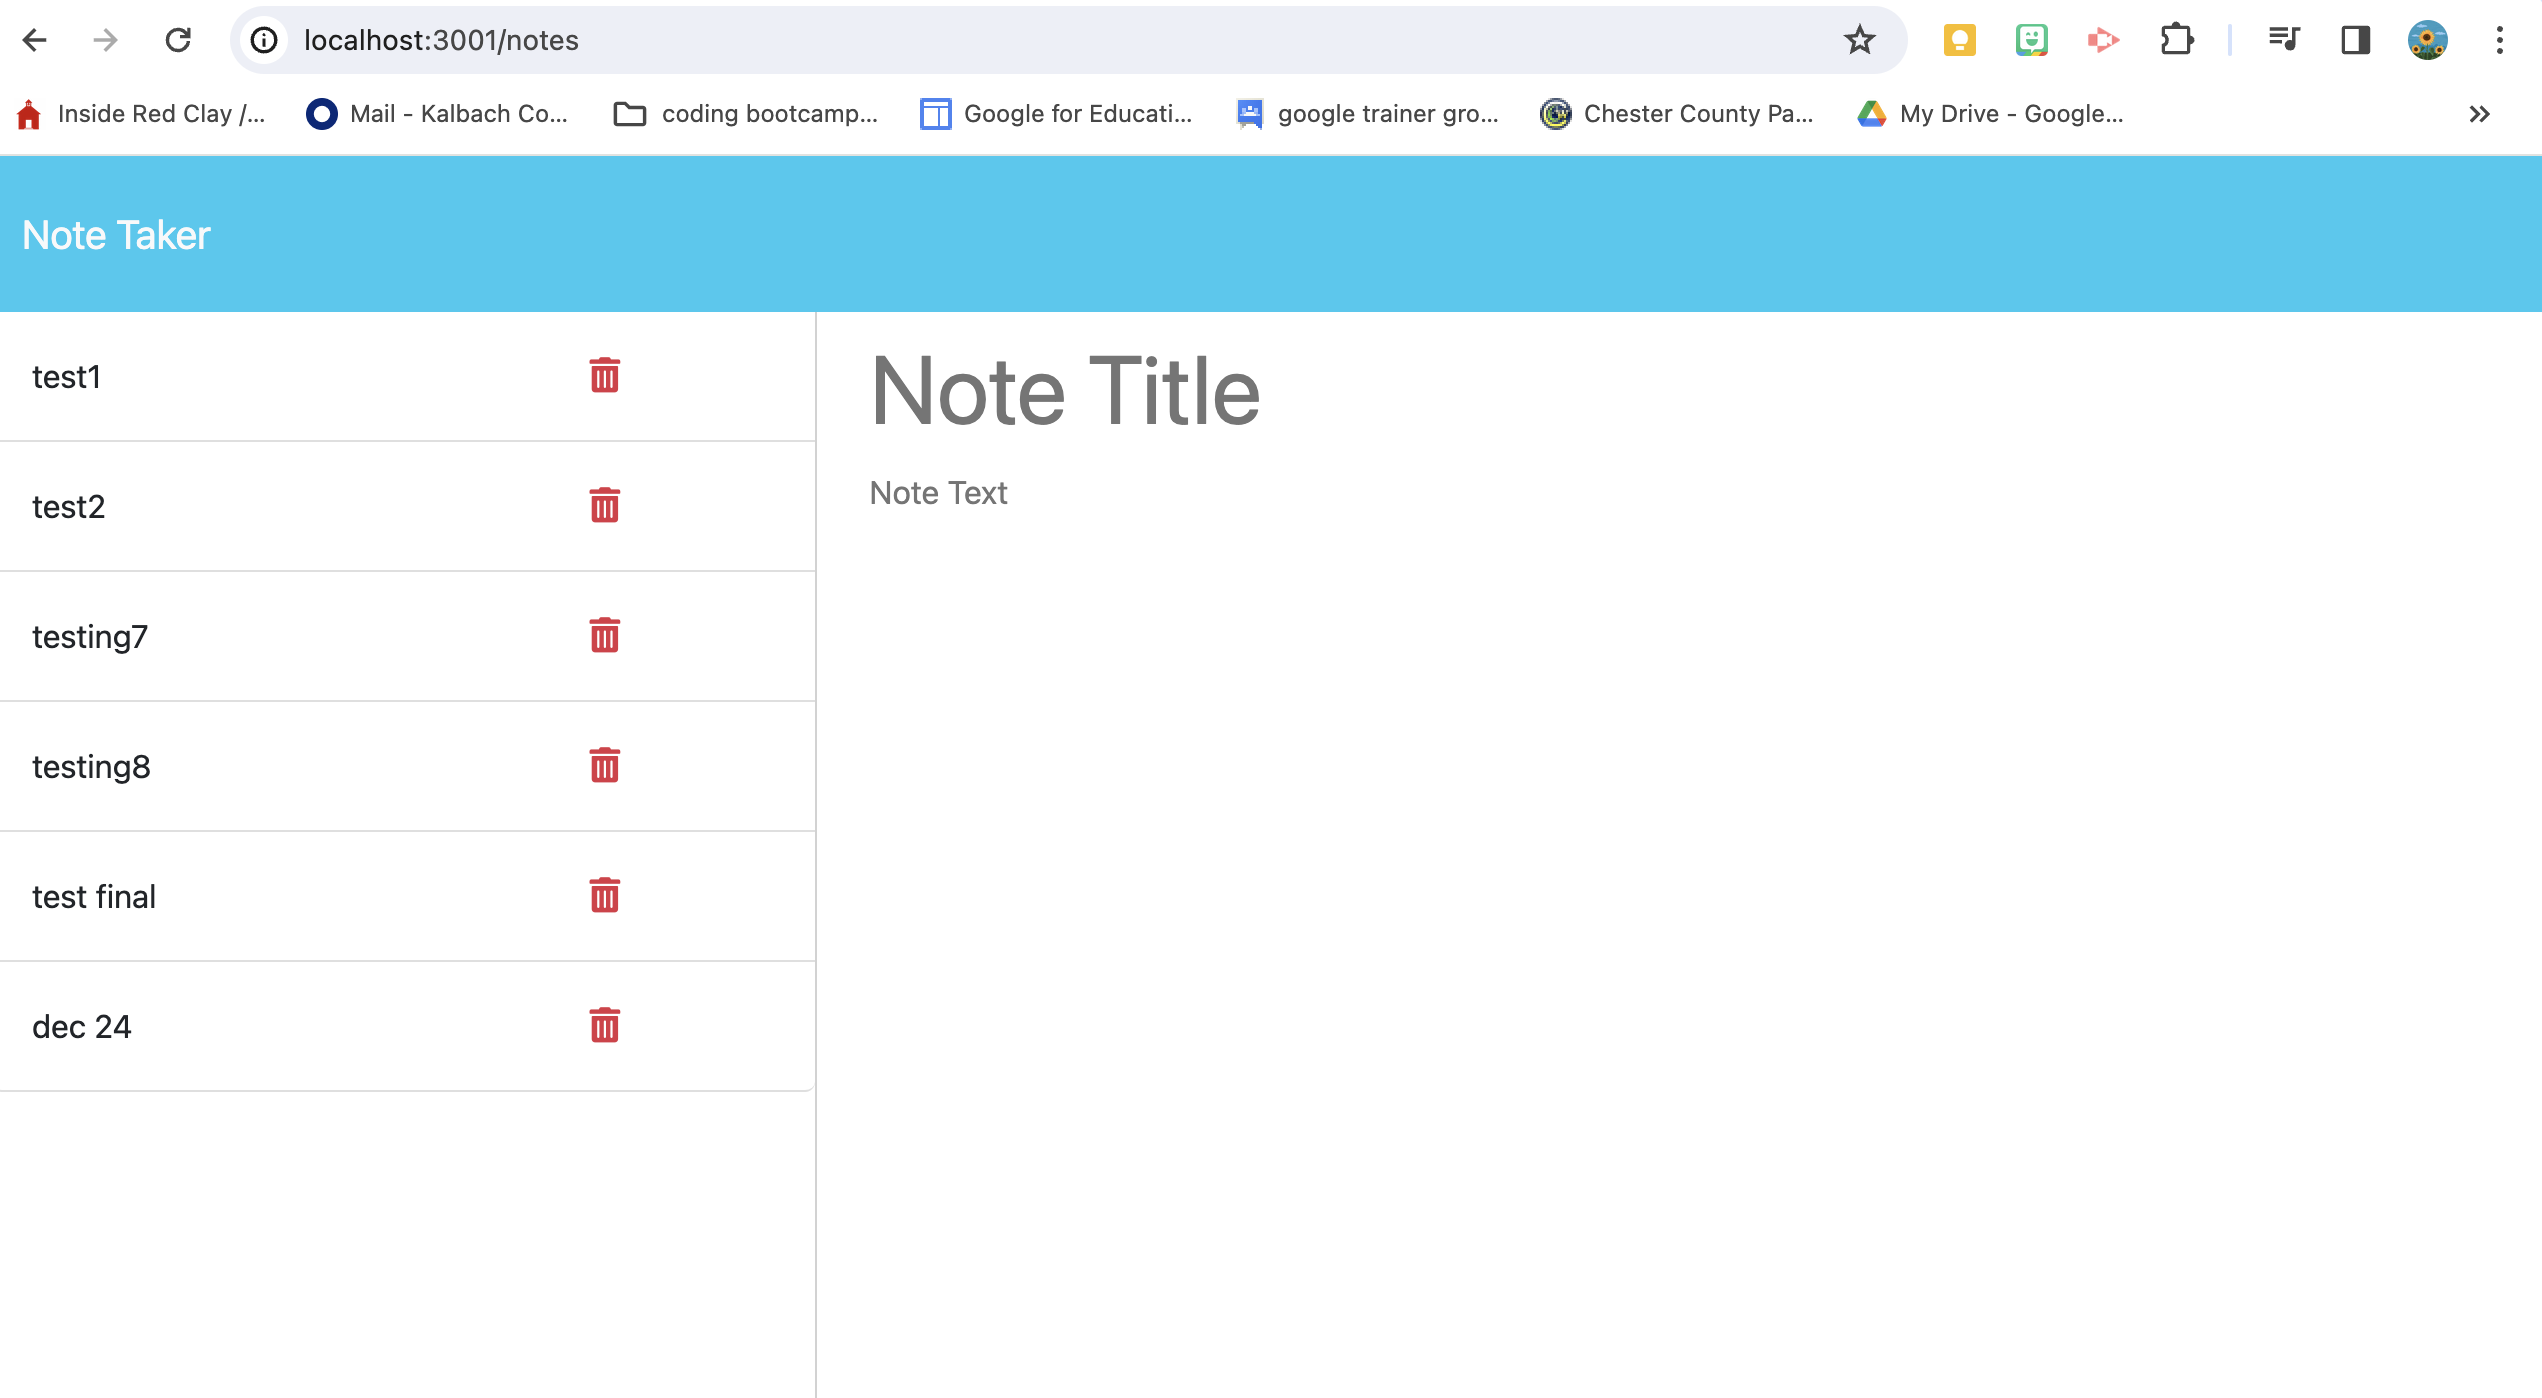 localhost:3001/notes
Inside Red Clay /... Mail - Kalbach Co... coding bootcamp... Google for Educati... google trainer gro... Chester County Pa... My Drive - Google...
Note Taker
test1
test2
testing7
testing8
test final
dec 24
Note Title
Note Text